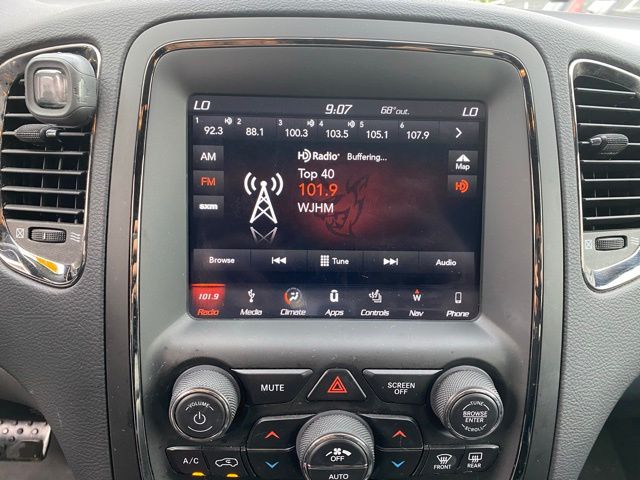 LO 9:07 68°out. LO
1 2 3 4 5 6
92.3 88.1 100.3 103.5 105.1 107.9
AM HD Radio Buffering... Map
Top 40
FM 101.9 HD
WJHM
sxm
Browse Tune Audio
101.9 W
Radio Media Climate Apps Controls Nav Phone
MUTE SCREEN OFF
VOLUME TUNE
BROWSE
ENTER
SCROLL
OFF
A/C AUTO FRONT REAR